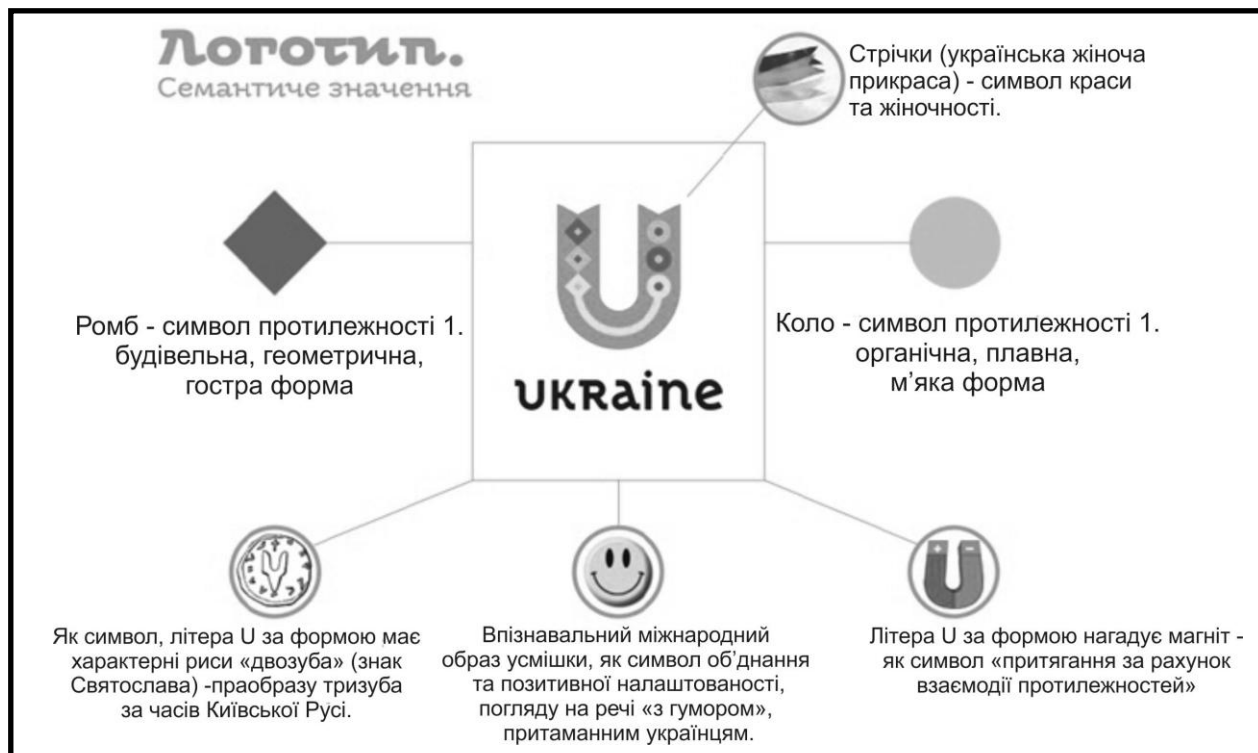 Логотип.
Семантиче значення
Стрічки (українська жіноча
прикраса) - символ краси
та жіночності.
Ромб - символ протилежності 1.
будівельна, геометрична,
гостра форма
UKRaine
Коло - символ протилежності 1.
органічна, плавна,
м’яка форма
Як символ, літера U за формою має
характерні риси «двозуба» (знак
Святослава) -праобразу тризуба
за часів Київської Русі.
Впізнавальний міжнародний
образ усмішки, як символ об’днання
та позитивної налаштованості,
погляду на речі «з гумором»,
притаманним українцям.
Літера U за формою нагадує магніт -
як символ «притягання за рахунок
взаємодії протилежностей»